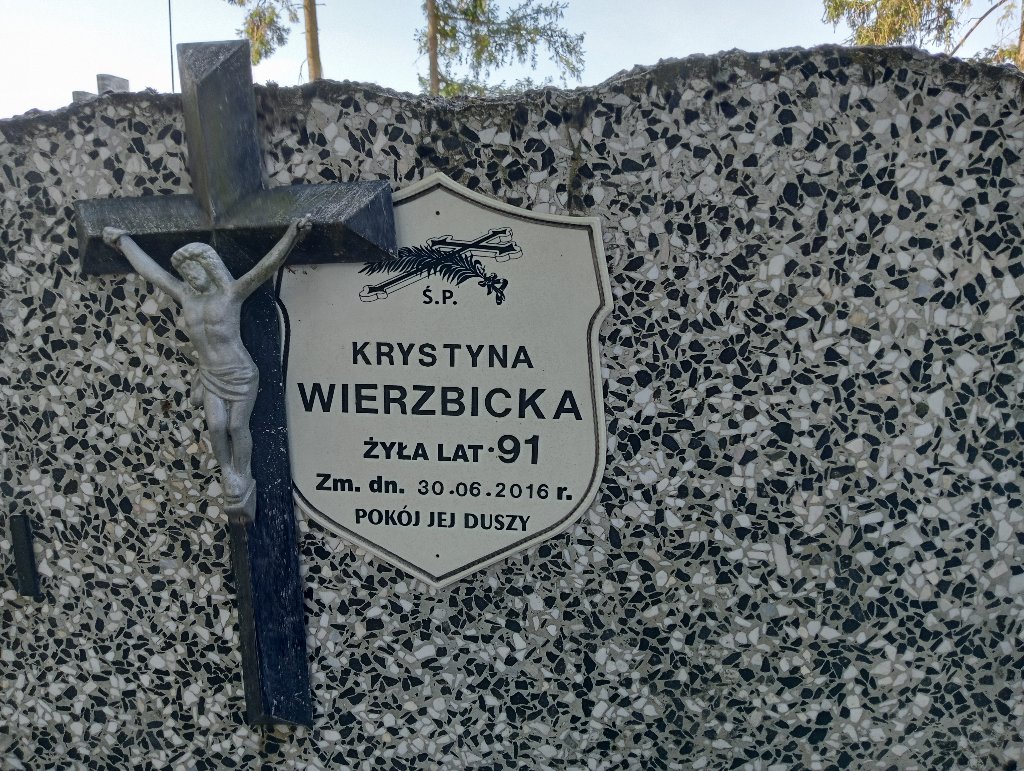 Ś.P.
KRYSTYNA
WIERZBICKA
ŻYŁA LAT·91
Zm. dn. 30.06.2016 r.
POKÓJ JEJ DUSZY